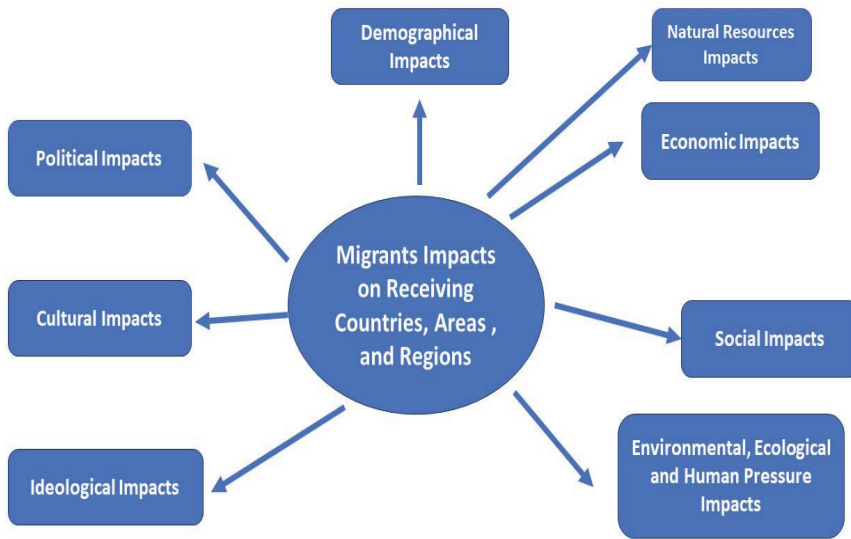 Demographical
Impacts
Natural Resources
Impacts
Economic Impacts
Political Impacts
Migrants Impacts
on Receiving
Countries, Areas ,
and Regions
Cultural Impacts
Social Impacts
Ideological Impacts
Environmental, Ecological
and Human Pressure
Impacts